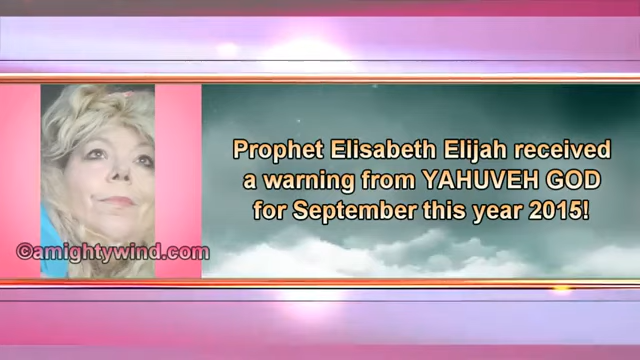 Prophet Elisabeth Elijah received
a warning from YAHUVEH GOD
for September this year 2015!
©amightywind.com